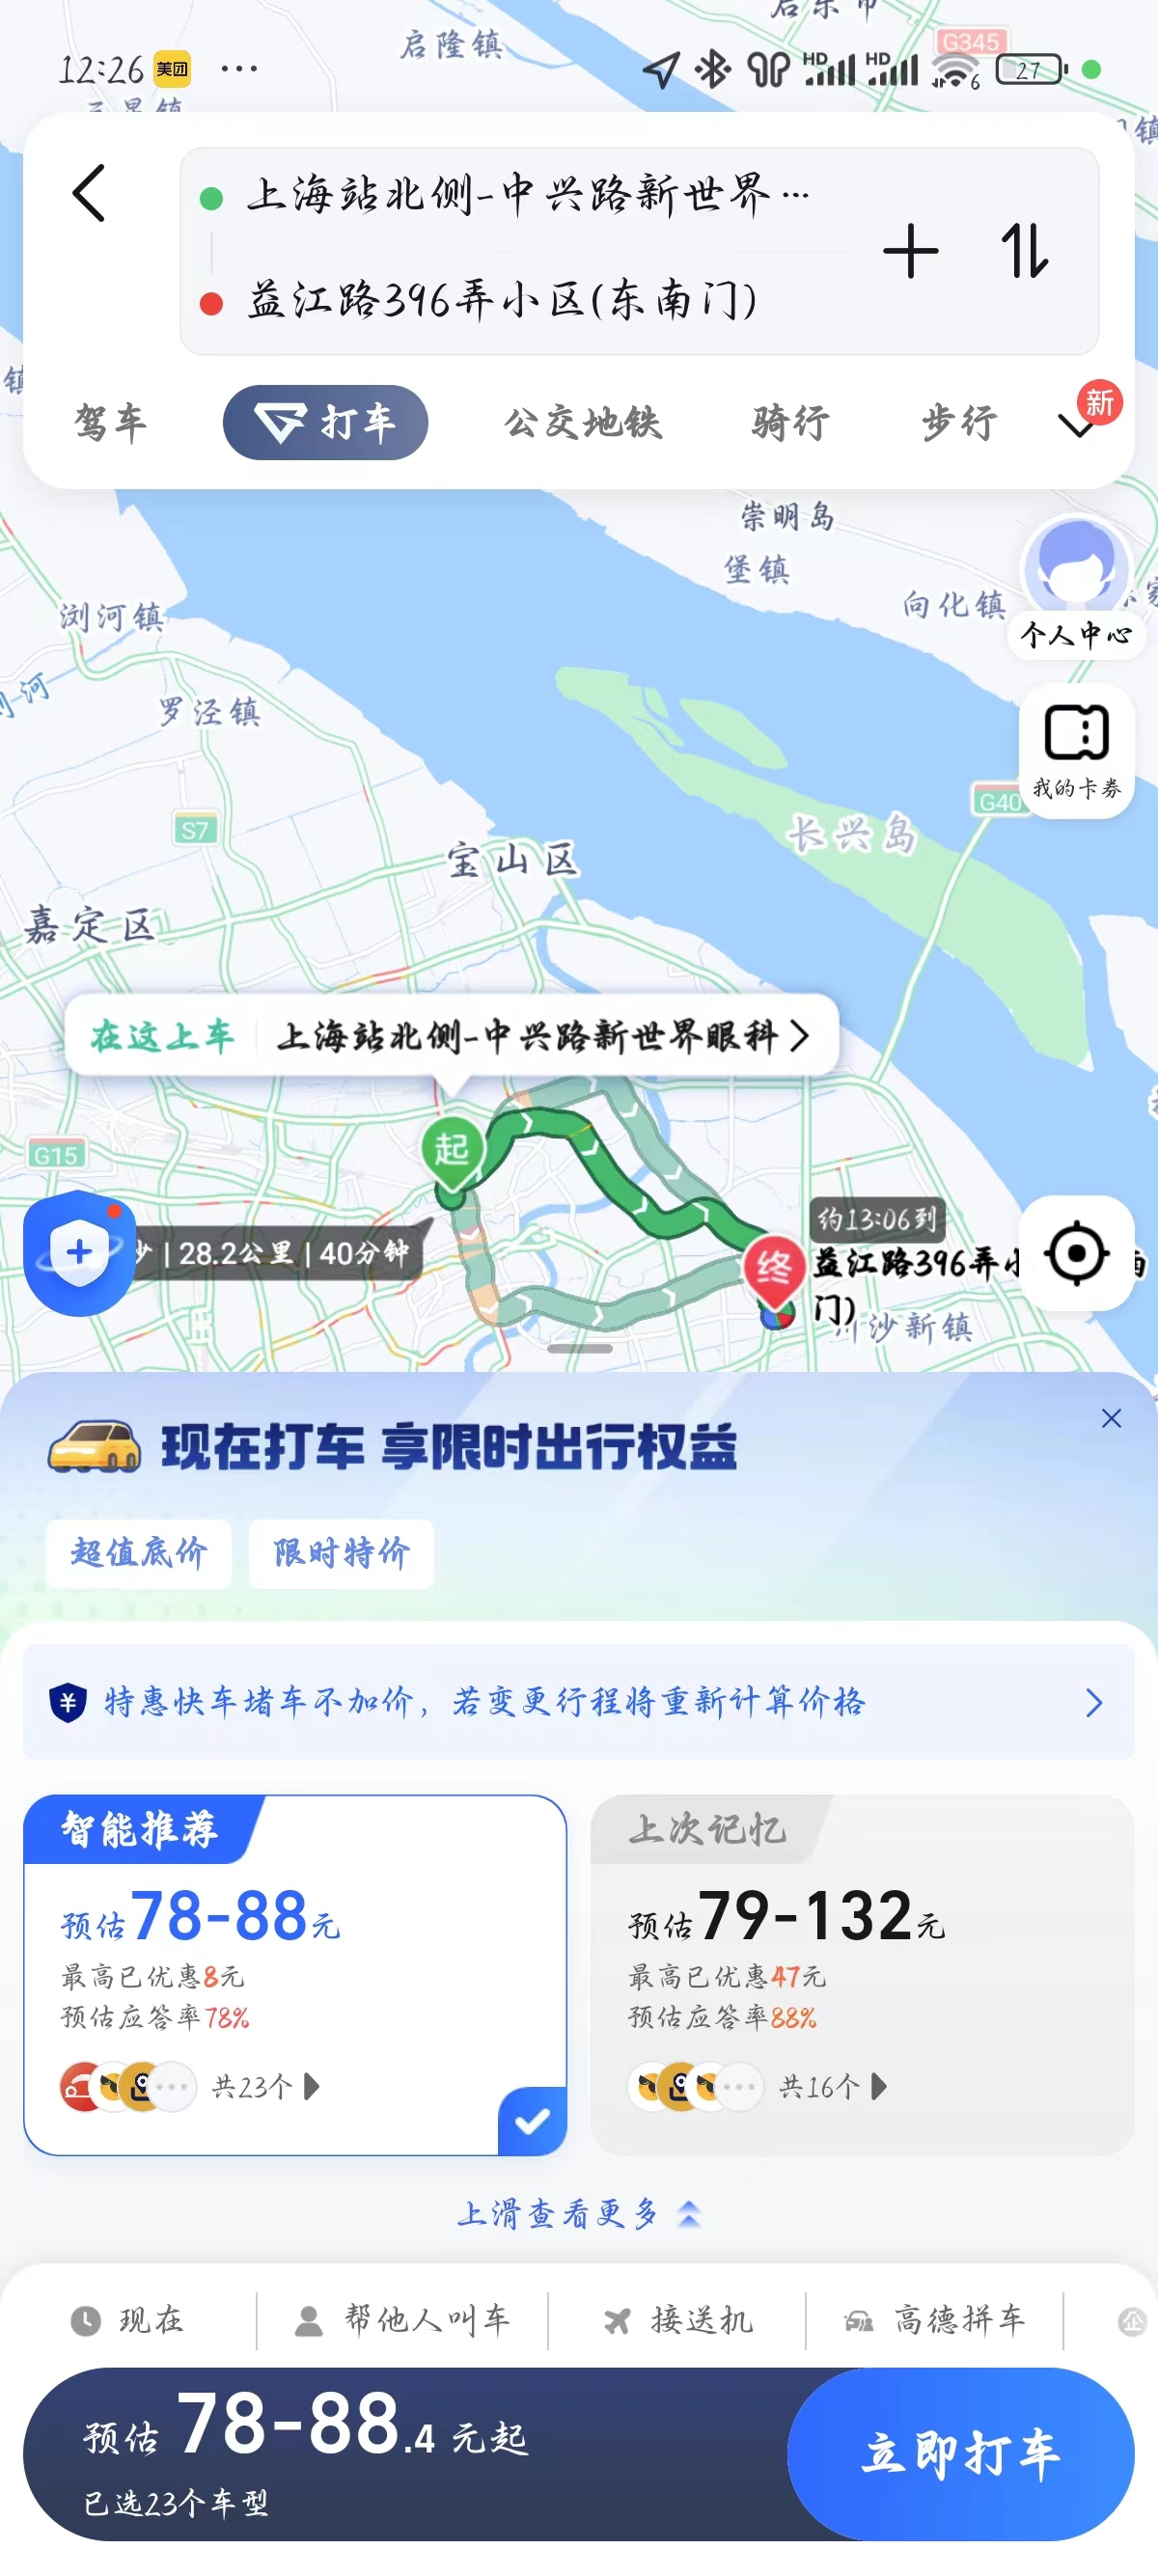 启东市
启隆镇
G345
12:26 美团 ...
HD HD 6 27
三星镇
上海站北侧-中兴路新世界...
益江路396弄小区(东南门)
驾车 打车 公交地铁 骑行 步行 新
崇明岛
堡镇
向化镇
个人中心
浏河镇
罗泾镇
我的卡券
G40
长兴岛
S7
宝山区
嘉定区
在这上车 上海站北侧-中兴路新世界眼科
起
G15
约13:06到
28.2公里 | 40分钟
终
益江路396弄小
门)
川沙新镇
现在打车 享限时出行权益
超值底价 限时特价
¥ 特惠快车堵车不加价，若变更行程将重新计算价格
智能推荐
预估78-88元
最高已优惠8元
预估应答率78%
共23个
上次记忆
预估79-132元
最高已优惠47元
预估应答率88%
共16个
上滑查看更多
现在 帮他人叫车 接送机 高德拼车 企
预估 78-88.4 元起
已选23个车型
立即打车